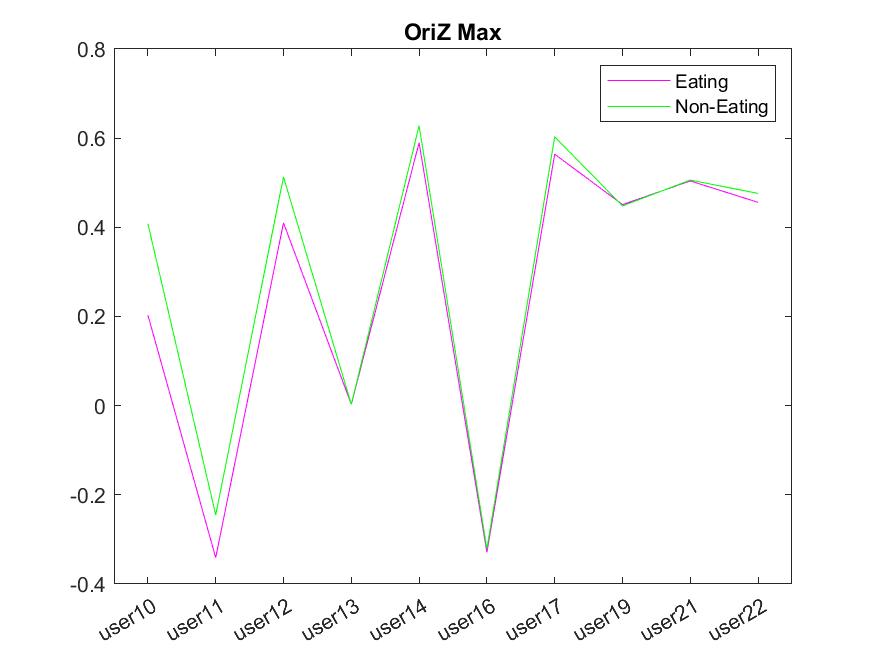 OriZ Max
0.8
0.6
0.4
0.2
0
-0.2
-0.4
Eating
Non-Eating
user10
user11
user12
user13
user14
user16
user17
user19
user21
user22